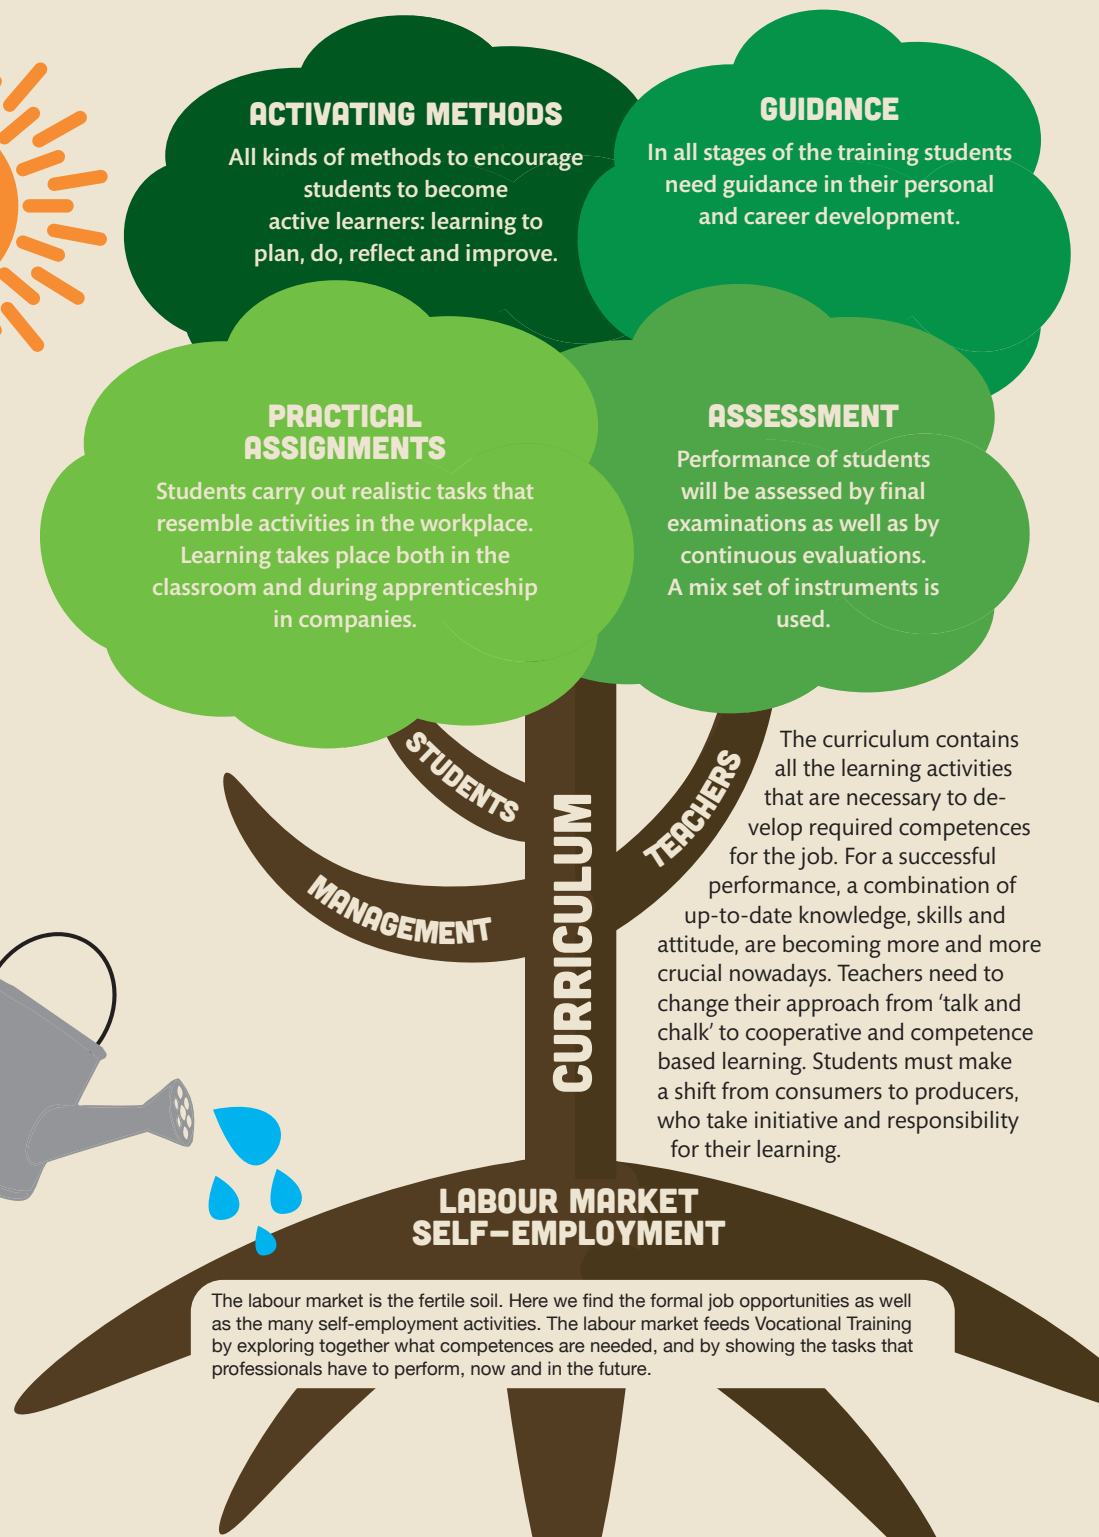 ACTIVATING METHODS
All kinds of methods to encourage
students to become
active learners: learning to
plan, do, reflect and improve.
GUIDANCE
In all stages of the training students
need guidance in their personal
and career development.
PRACTICAL
ASSIGNMENTS
Students carry out realistic tasks that
resemble activities in the workplace.
Learning takes place both in the
classroom and during apprenticeship
in companies.
ASSESSMENT
Performance of students
will be assessed by final
examinations as well as by
continuous evaluations.
A mix set of instruments is
used.
STUDENTS
TEACHERS
MANAGEMENT
CURRICULUM
The curriculum contains
all the learning activities
that are necessary to de-
velop required competences
for the job. For a successful
performance, a combination of
up-to-date knowledge, skills and
attitude, are becoming more and more
crucial nowadays. Teachers need to
change their approach from ‘talk and
chalk’ to cooperative and competence
based learning. Students must make
a shift from consumers to producers,
who take initiative and responsibility
for their learning.
LABOUR MARKET
SELF-EMPLOYMENT
The labour market is the fertile soil. Here we find the formal job opportunities as well
as the many self-employment activities. The labour market feeds Vocational Training
by exploring together what competences are needed, and by showing the tasks that
professionals have to perform, now and in the future.